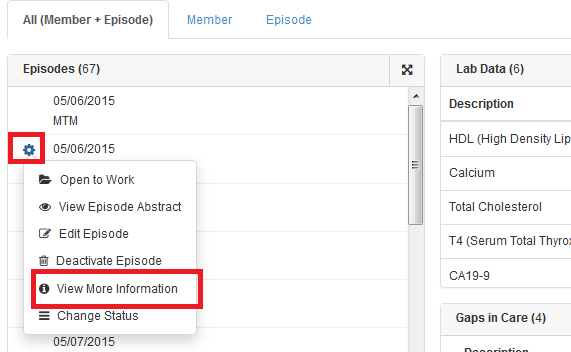 All (Member + Episode)
Member
Episode
Episodes (67)
05/06/2015
MTM
05/06/2015
Open to Work
View Episode Abstract
Edit Episode
Deactivate Episode
View More Information
Change Status
05/07/2015
Lab Data (6)
Description
HDL (High Density Lip
Calcium
Total Cholesterol
T4 (Serum Total Thyrox
CA19-9
Gaps in Care (4)
Description